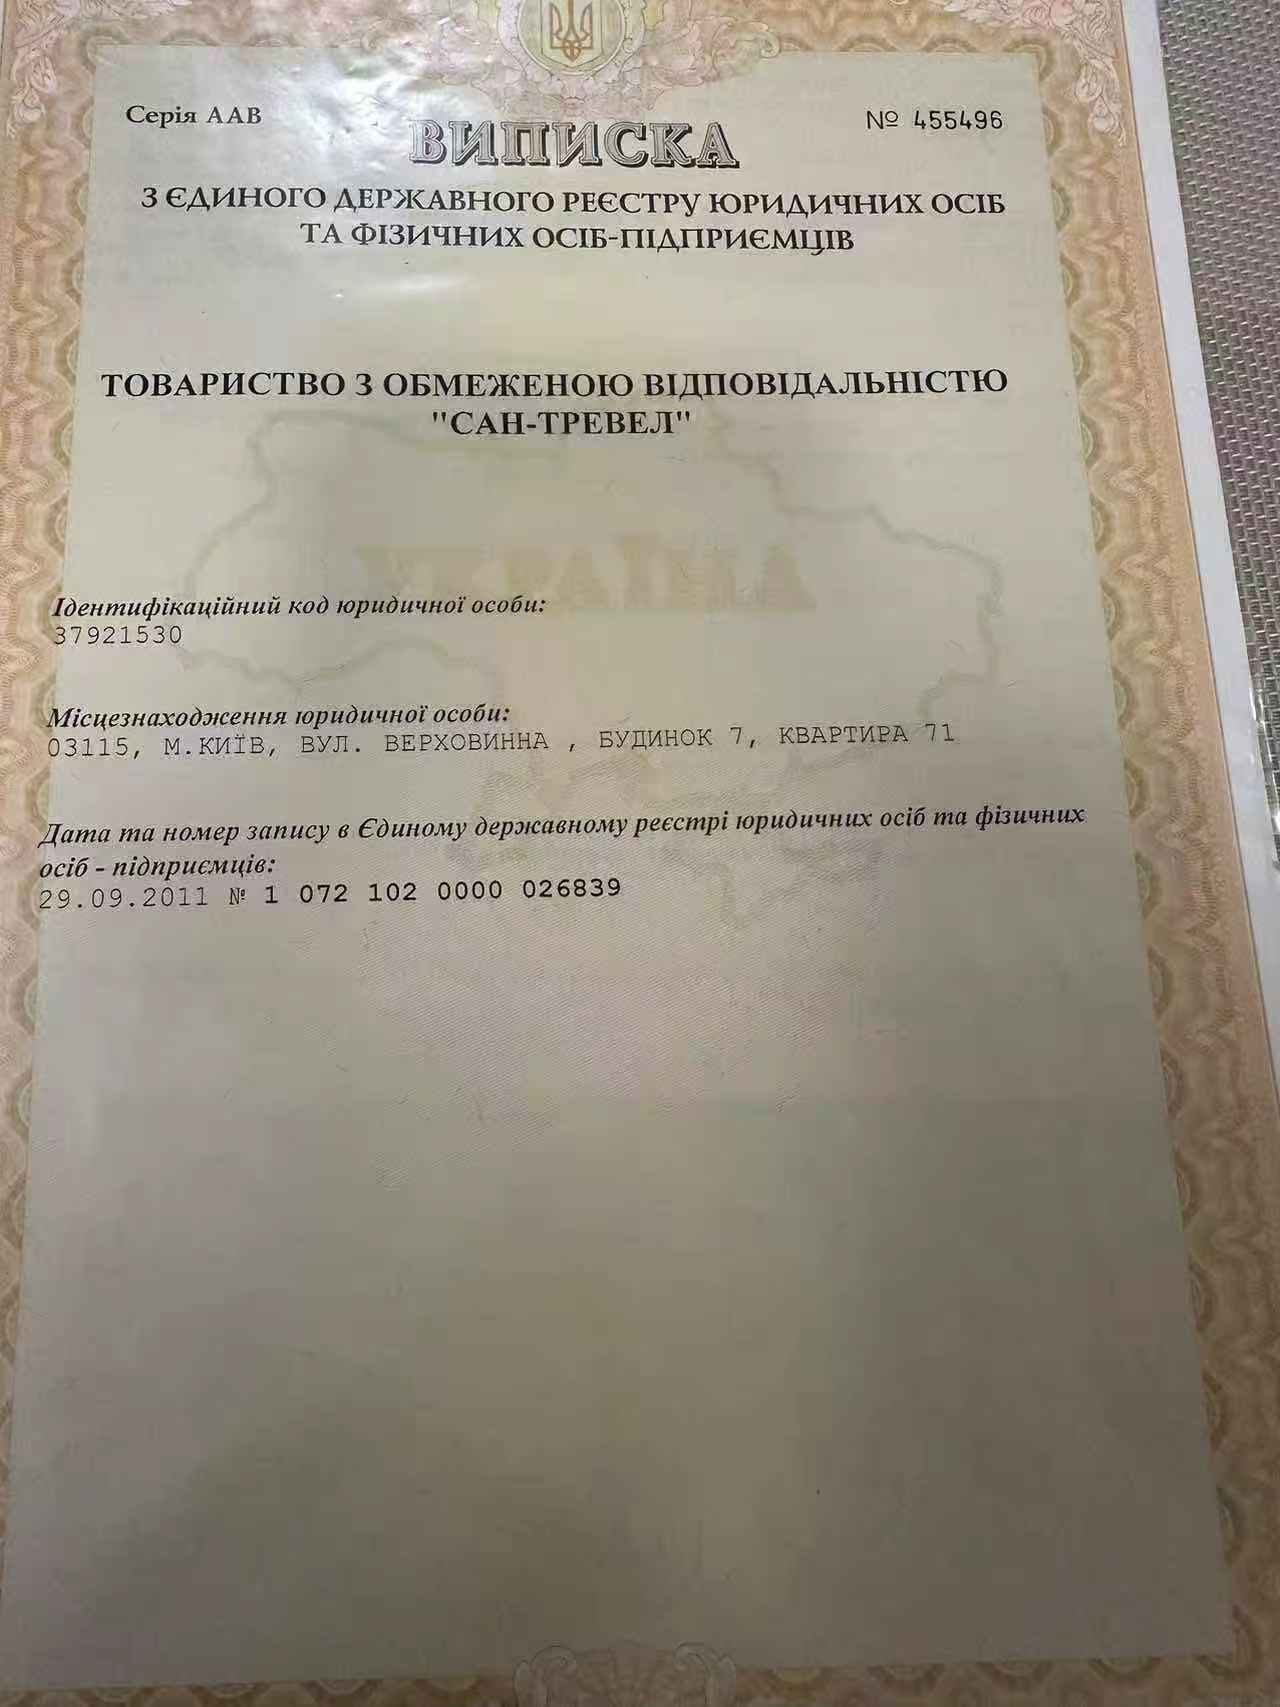 Серія ААВ
№ 455496
ВИПИСКА
З ЄДИНОГО ДЕРЖАВНОГО РЕЄСТРУ ЮРИДИЧНИХ ОСІБ
ТА ФІЗИЧНИХ ОСІБ-ПІДПРИЄМЦІВ
ТОВАРИСТВО З ОБМЕЖЕНОЮ ВІДПОВІДАЛЬНІСТЮ
"САН-ТРЕВЕЛ"
УКРАЇНА
Ідентифікаційний код юридичної особи:
37921530
Місцезнаходження юридичної особи:
03115, М.КИЇВ, ВУЛ. ВЕРХОВИННА , БУДИНОК 7, КВАРТИРА 71
Дата та номер запису в Єдиному державному реєстрі юридичних осіб та фізичних
осіб - підприємців:
29.09.2011 № 1 072 102 0000 026839